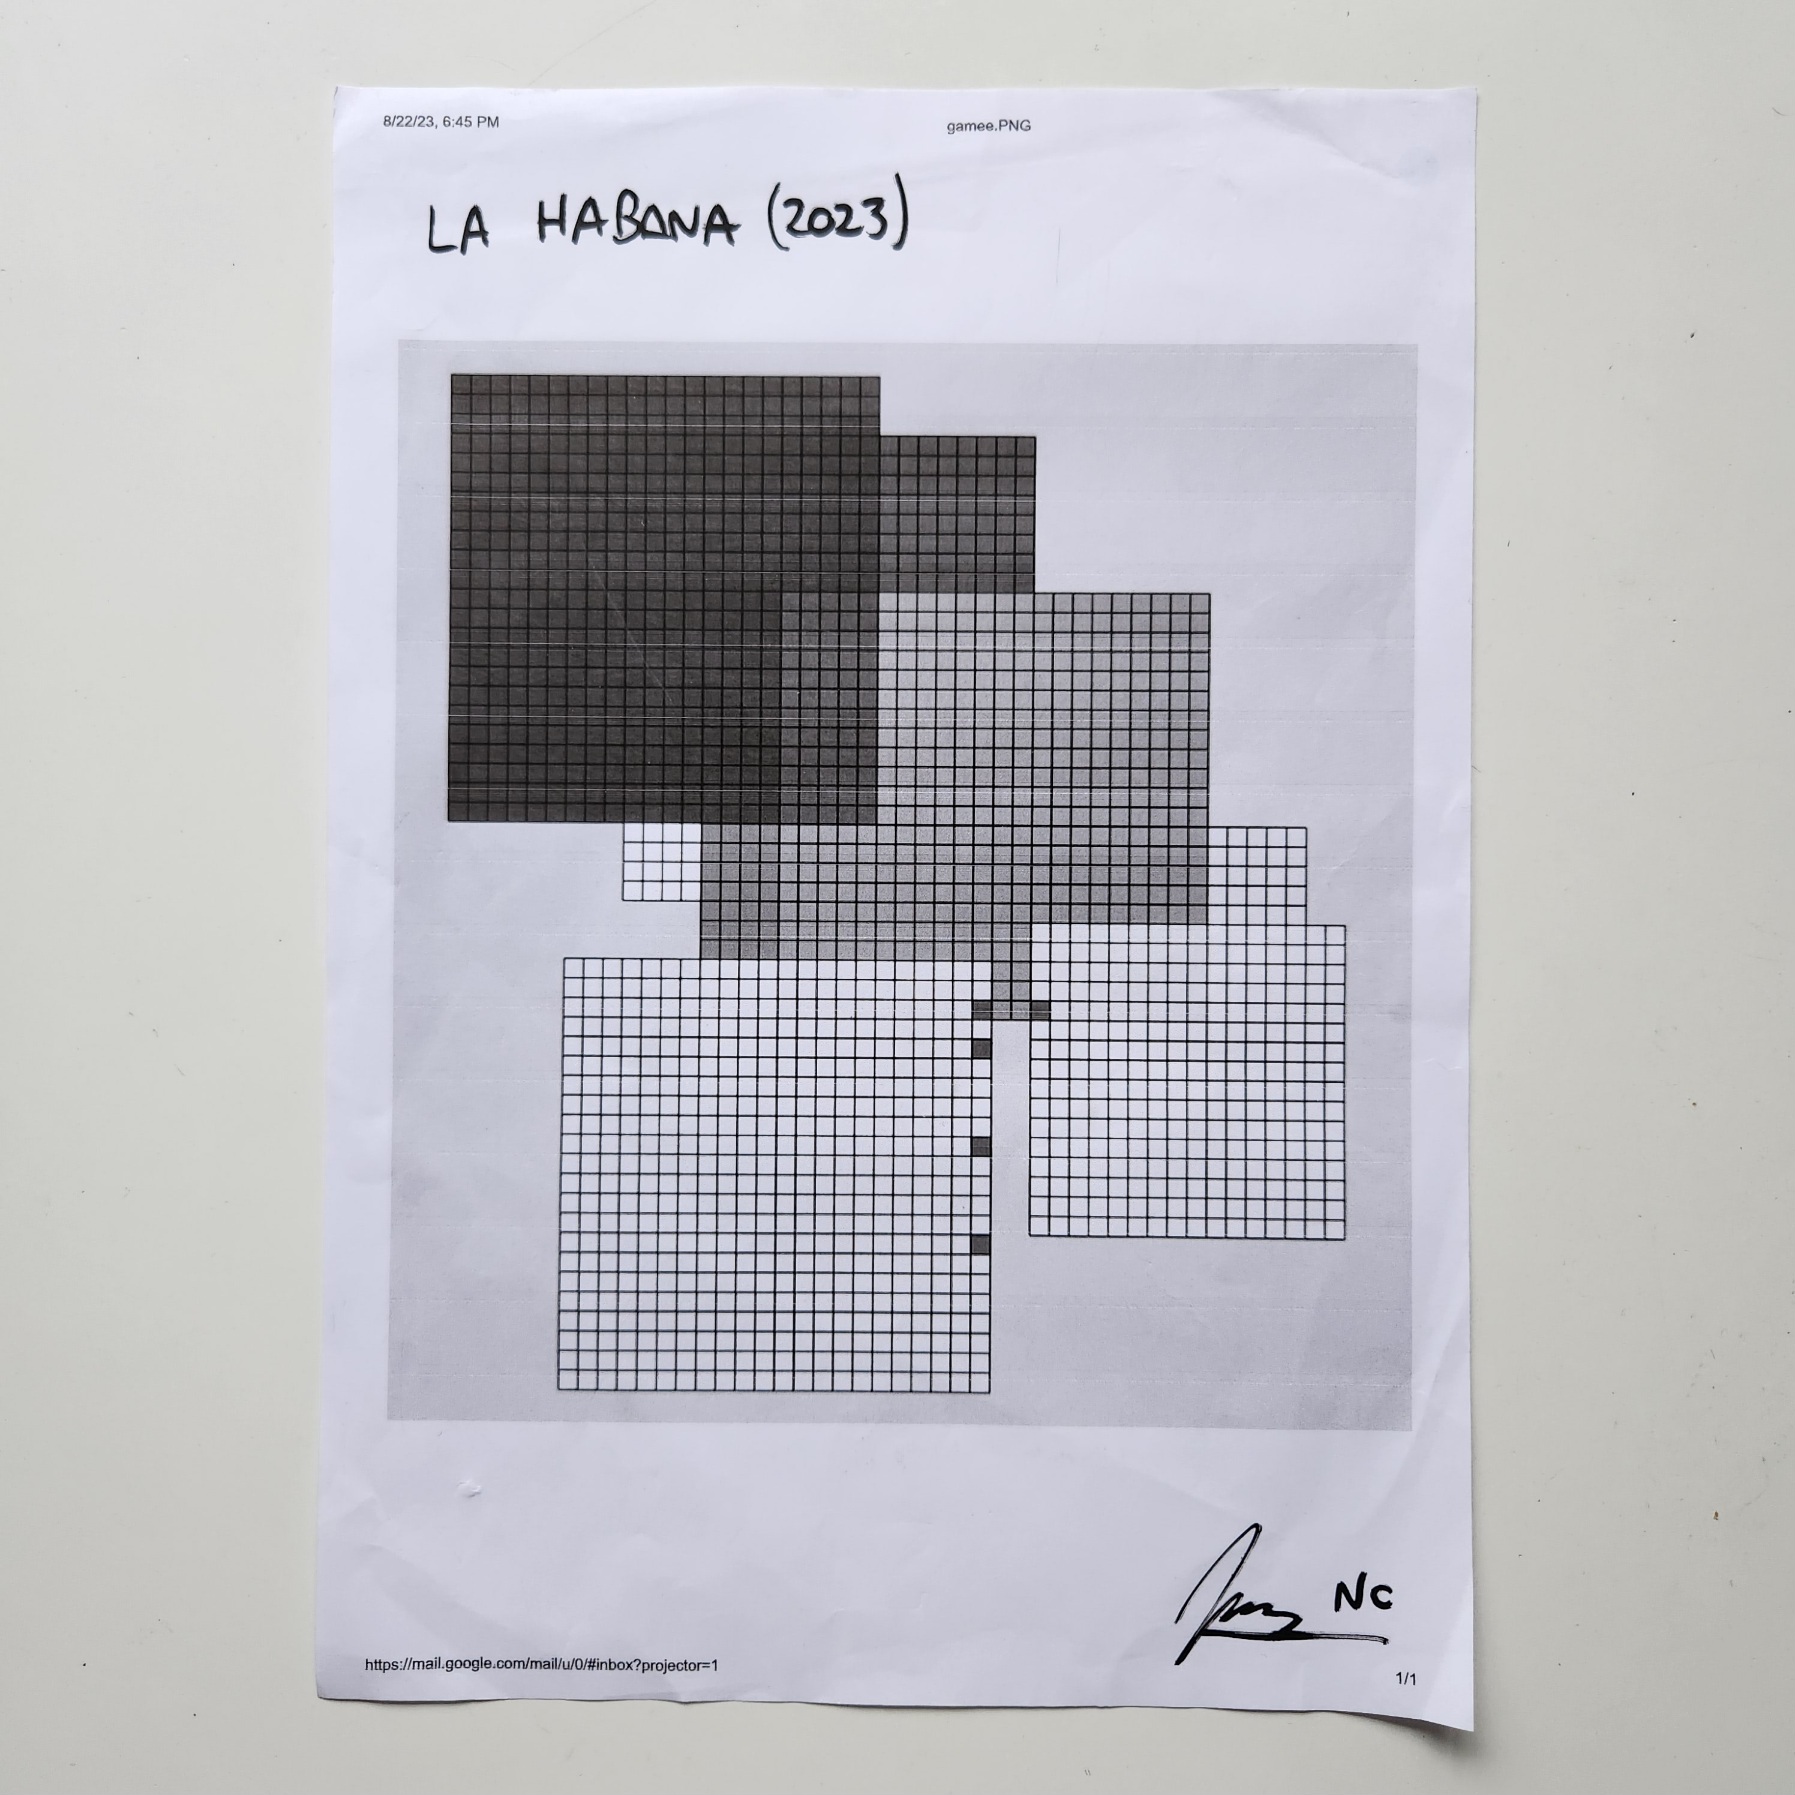 8/22/23, 6:45 PM
gamee.PNG
LA HABANA (2023)
NC
https://mail.google.com/mail/u/0/#inbox?projector=1
1/1